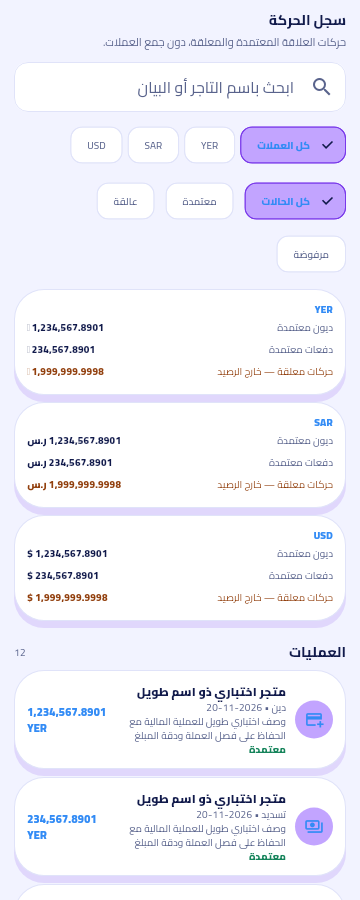 سجل الحركة
حركات العلاقة المعتمدة والمعلقة، دون جمع العملات.
ابحث باسم التاجر أو البيان
كل العملات
YER
SAR
USD
كل الحالات
معتمدة
عالقة
مرفوضة
YER
ديون معتمدة 1,234,567.8901
دفعات معتمدة 234,567.8901
حركات معلقة — خارج الرصيد 1,999,999.9998
SAR
ديون معتمدة 1,234,567.8901 ر.س
دفعات معتمدة 234,567.8901 ر.س
حركات معلقة — خارج الرصيد 1,999,999.9998 ر.س
USD
ديون معتمدة $ 1,234,567.8901
دفعات معتمدة $ 234,567.8901
حركات معلقة — خارج الرصيد $ 1,999,999.9998
العمليات 12
متجر اختباري ذو اسم طويل
دين • 2026-11-20
وصف اختباري طويل للعملية المالية مع
الحفاظ على فصل العملة ودقة المبلغ
معتمدة
1,234,567.8901
YER
متجر اختباري ذو اسم طويل
تسديد • 2026-11-20
وصف اختباري طويل للعملية المالية مع
الحفاظ على فصل العملة ودقة المبلغ
معتمدة
234,567.8901
YER